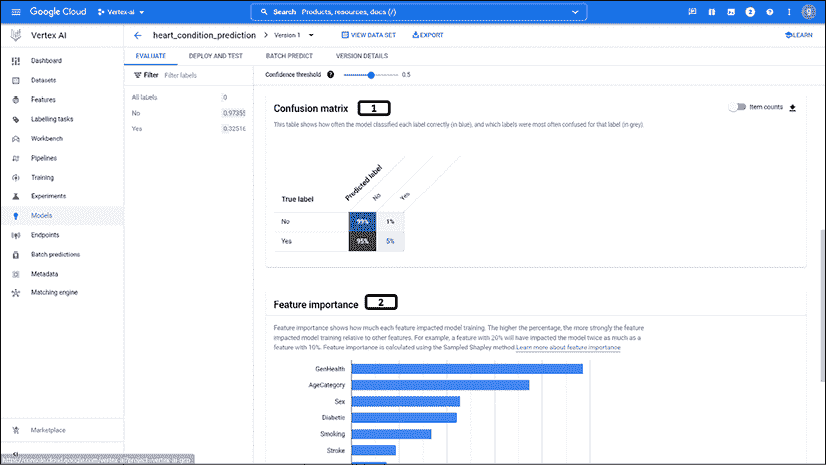 Google Cloud
Vertex-ai
Search Products, resources, docs (/)
2
Vertex AI
heart_condition_prediction
Version 1
VIEW DATA SET
EXPORT
LEARN
EVALUATE
DEPLOY AND TEST
BATCH PREDICT
VERSION DETAILS
Dashboard
Datasets
Features
Labelling tasks
Workbench
Pipelines
Training
Experiments
Models
Endpoints
Batch predictions
Metadata
Matching engine
Marketplace
Filter Filter labels
All labels 0
No 0.97355
Yes 0.32516
Confidence threshold 0.5
Confusion matrix 1
Item counts
This table shows how often the model classified each label correctly (in blue), and which labels were most often confused for that label (in grey).
Predicted label
No
Yes
True label
No 99% 1%
Yes 95% 5%
Feature importance 2
Feature importance shows how much each feature impacted model training. The higher the percentage, the more strongly the feature
impacted model training relative to other features. For example, a feature with 20% will have impacted the model twice as much as a
feature with 10%. Feature importance is calculated using the Sampled Shapley method Learn more about feature importance
GenHealth
AgeCategory
Sex
Diabetic
Smoking
Stroke